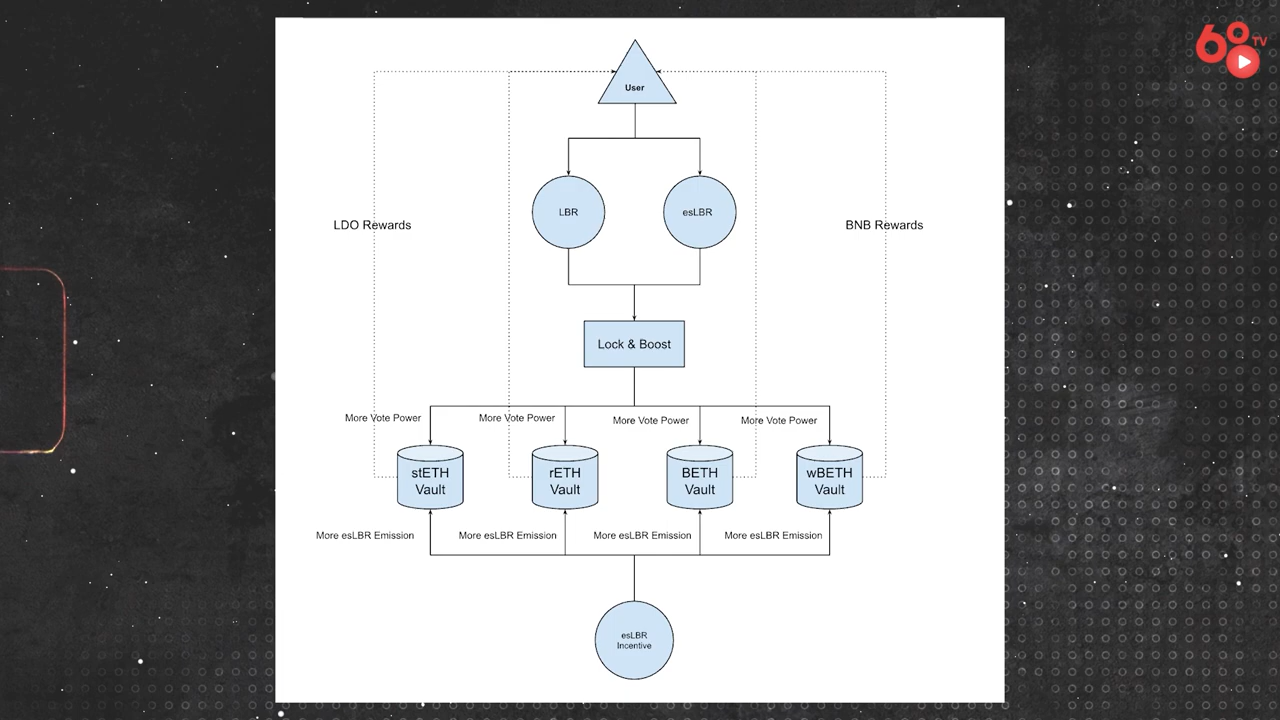 68
TV
User
LBR
esLBR
LDO Rewards
BNB Rewards
Lock & Boost
More Vote Power
More Vote Power
More Vote Power
More Vote Power
stETH
Vault
rETH
Vault
BETH
Vault
wBETH
Vault
More esLBR Emission
More esLBR Emission
More esLBR Emission
More esLBR Emission
esLBR
Incentive